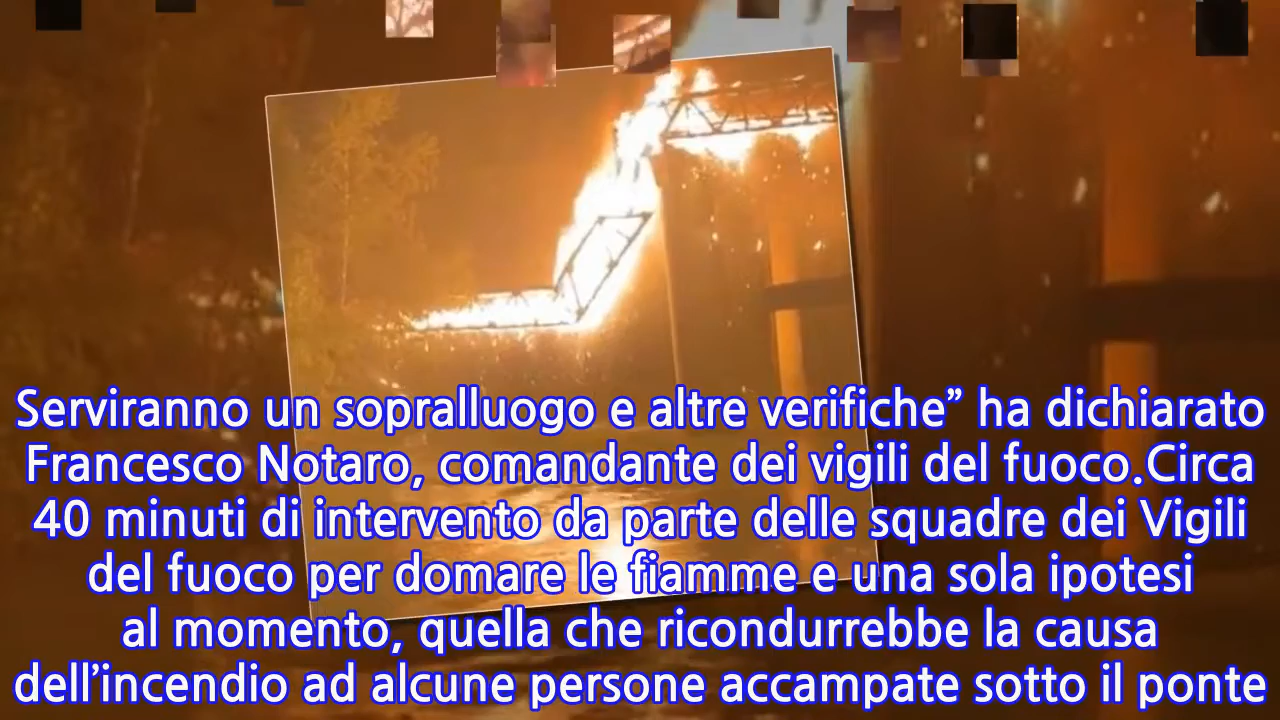 Serviranno un sopralluogo e altre verifiche” ha dichiarato
Francesco Notaro, comandante dei vigili del fuoco.Circa
40 minuti di intervento da parte delle squadre dei Vigili
del fuoco per domare le fiamme e una sola ipotesi
al momento, quella che ricondurrebbe la causa
dell’incendio ad alcune persone accampate sotto il ponte